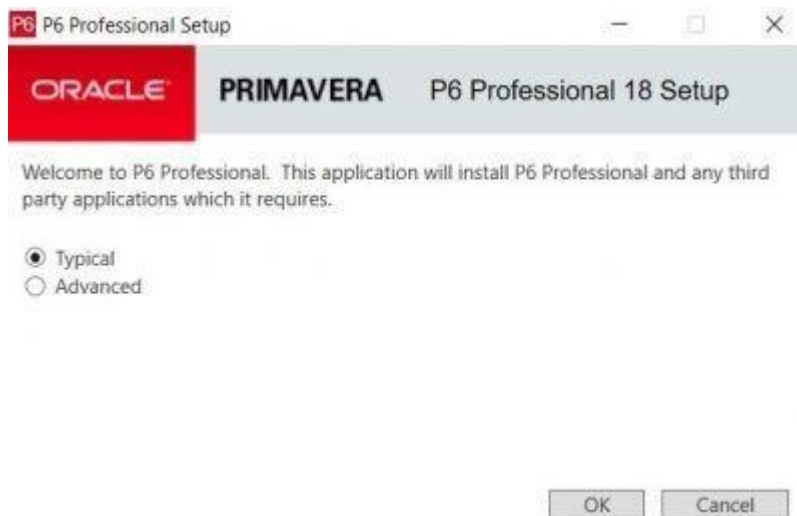 P6 P6 Professional Setup
ORACLE PRIMAVERA P6 Professional 18 Setup
Welcome to P6 Professional. This application will install P6 Professional and any third
party applications which it requires.
Typical
Advanced
OK Cancel